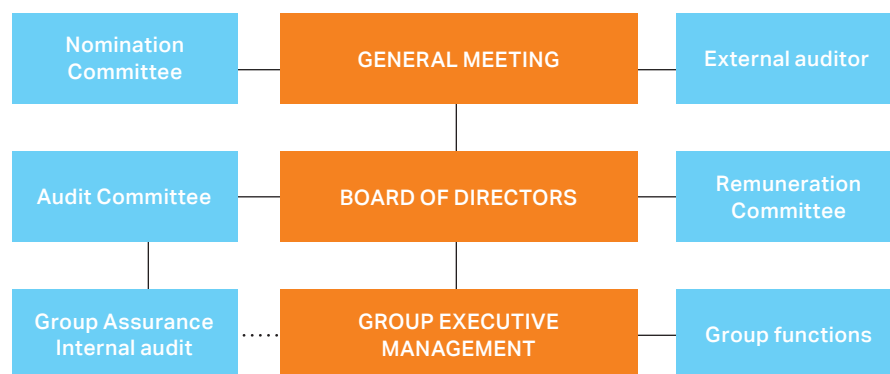 Nomination
Committee
GENERAL MEETING
External auditor
Audit Committee
BOARD OF DIRECTORS
Remuneration
Committee
Group Assurance
Internal audit
GROUP EXECUTIVE
MANAGEMENT
Group functions